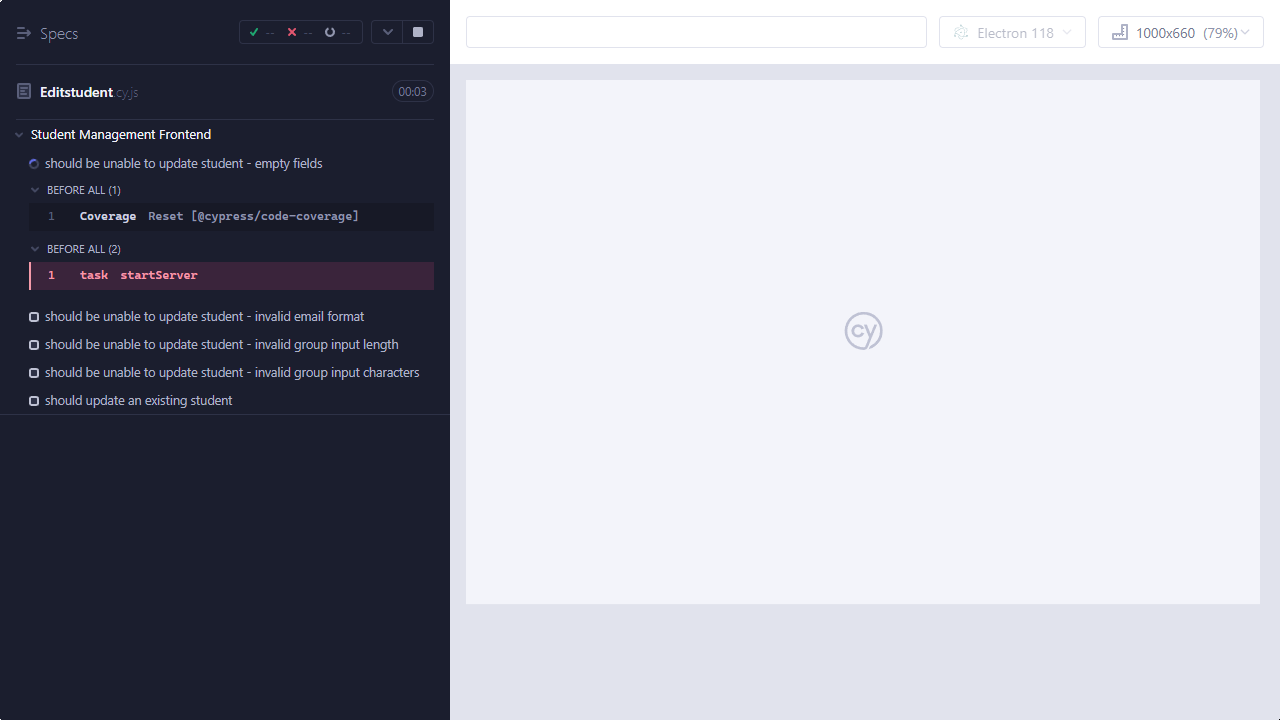 Specs
--
--
--
Electron 118
1000x660 (79%)
Editstudent.cy.js
00:03
Student Management Frontend
should be unable to update student - empty fields
BEFORE ALL (1)
1 Coverage Reset [@cypress/code-coverage]
BEFORE ALL (2)
1 task startServer
should be unable to update student - invalid email format
should be unable to update student - invalid group input length
should be unable to update student - invalid group input characters
should update an existing student
cy